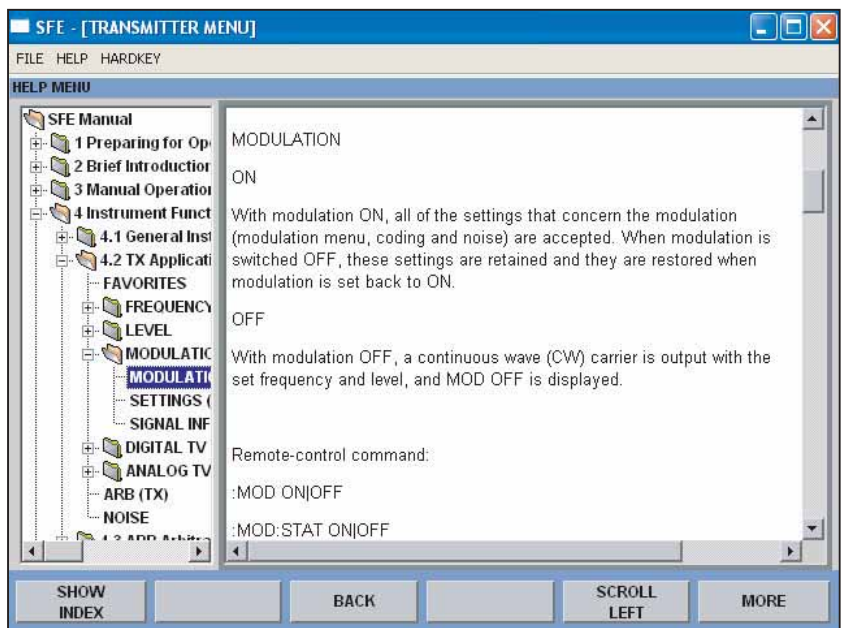 SFE - [TRANSMITTER MENU]
FILE HELP HARDKEY
HELP MENU
SFE Manual
1 Preparing for Op
2 Brief Introduction
3 Manual Operation
4 Instrument Funct
4.1 General Inst
4.2 TX Applicati
FAVORITES
FREQUENCY
LEVEL
MODULATIO
MODULATI
SETTINGS (
SIGNAL INF
DIGITAL TV
ANALOG TV
ARB (TX)
NOISE
MODULATION
ON
With modulation ON, all of the settings that concern the modulation
(modulation menu, coding and noise) are accepted. When modulation is
switched OFF, these settings are retained and they are restored when
modulation is set back to ON.
OFF
With modulation OFF, a continuous wave (CW) carrier is output with the
set frequency and level, and MOD OFF is displayed.
Remote-control command:
:MOD ON|OFF
:MOD:STAT ON|OFF
SHOW INDEX
BACK
SCROLL LEFT
MORE